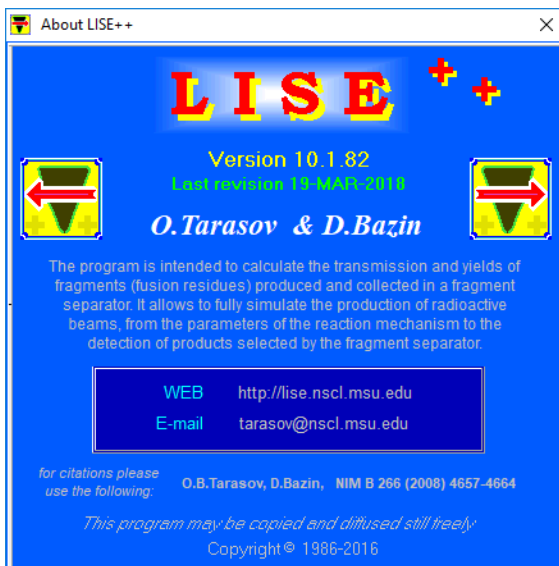 About LISE++
LISE++
Version 10.1.82
Last revision 19-MAR-2018
O.Tarasov & D.Bazin
The program is intended to calculate the transmission and yields of
fragments (fusion residues) produced and collected in a fragment
separator. It allows to fully simulate the production of radioactive
beams, from the parameters of the reaction mechanism to the
detection of products selected by the fragment separator.
WEB http://lise.nscl.msu.edu
E-mail tarasov@nscl.msu.edu
for citations please
use the following:
O.B.Tarasov, D.Bazin, NIM B 266 (2008) 4657-4664
This program may be copied and diffused still freely
Copyright © 1986-2016